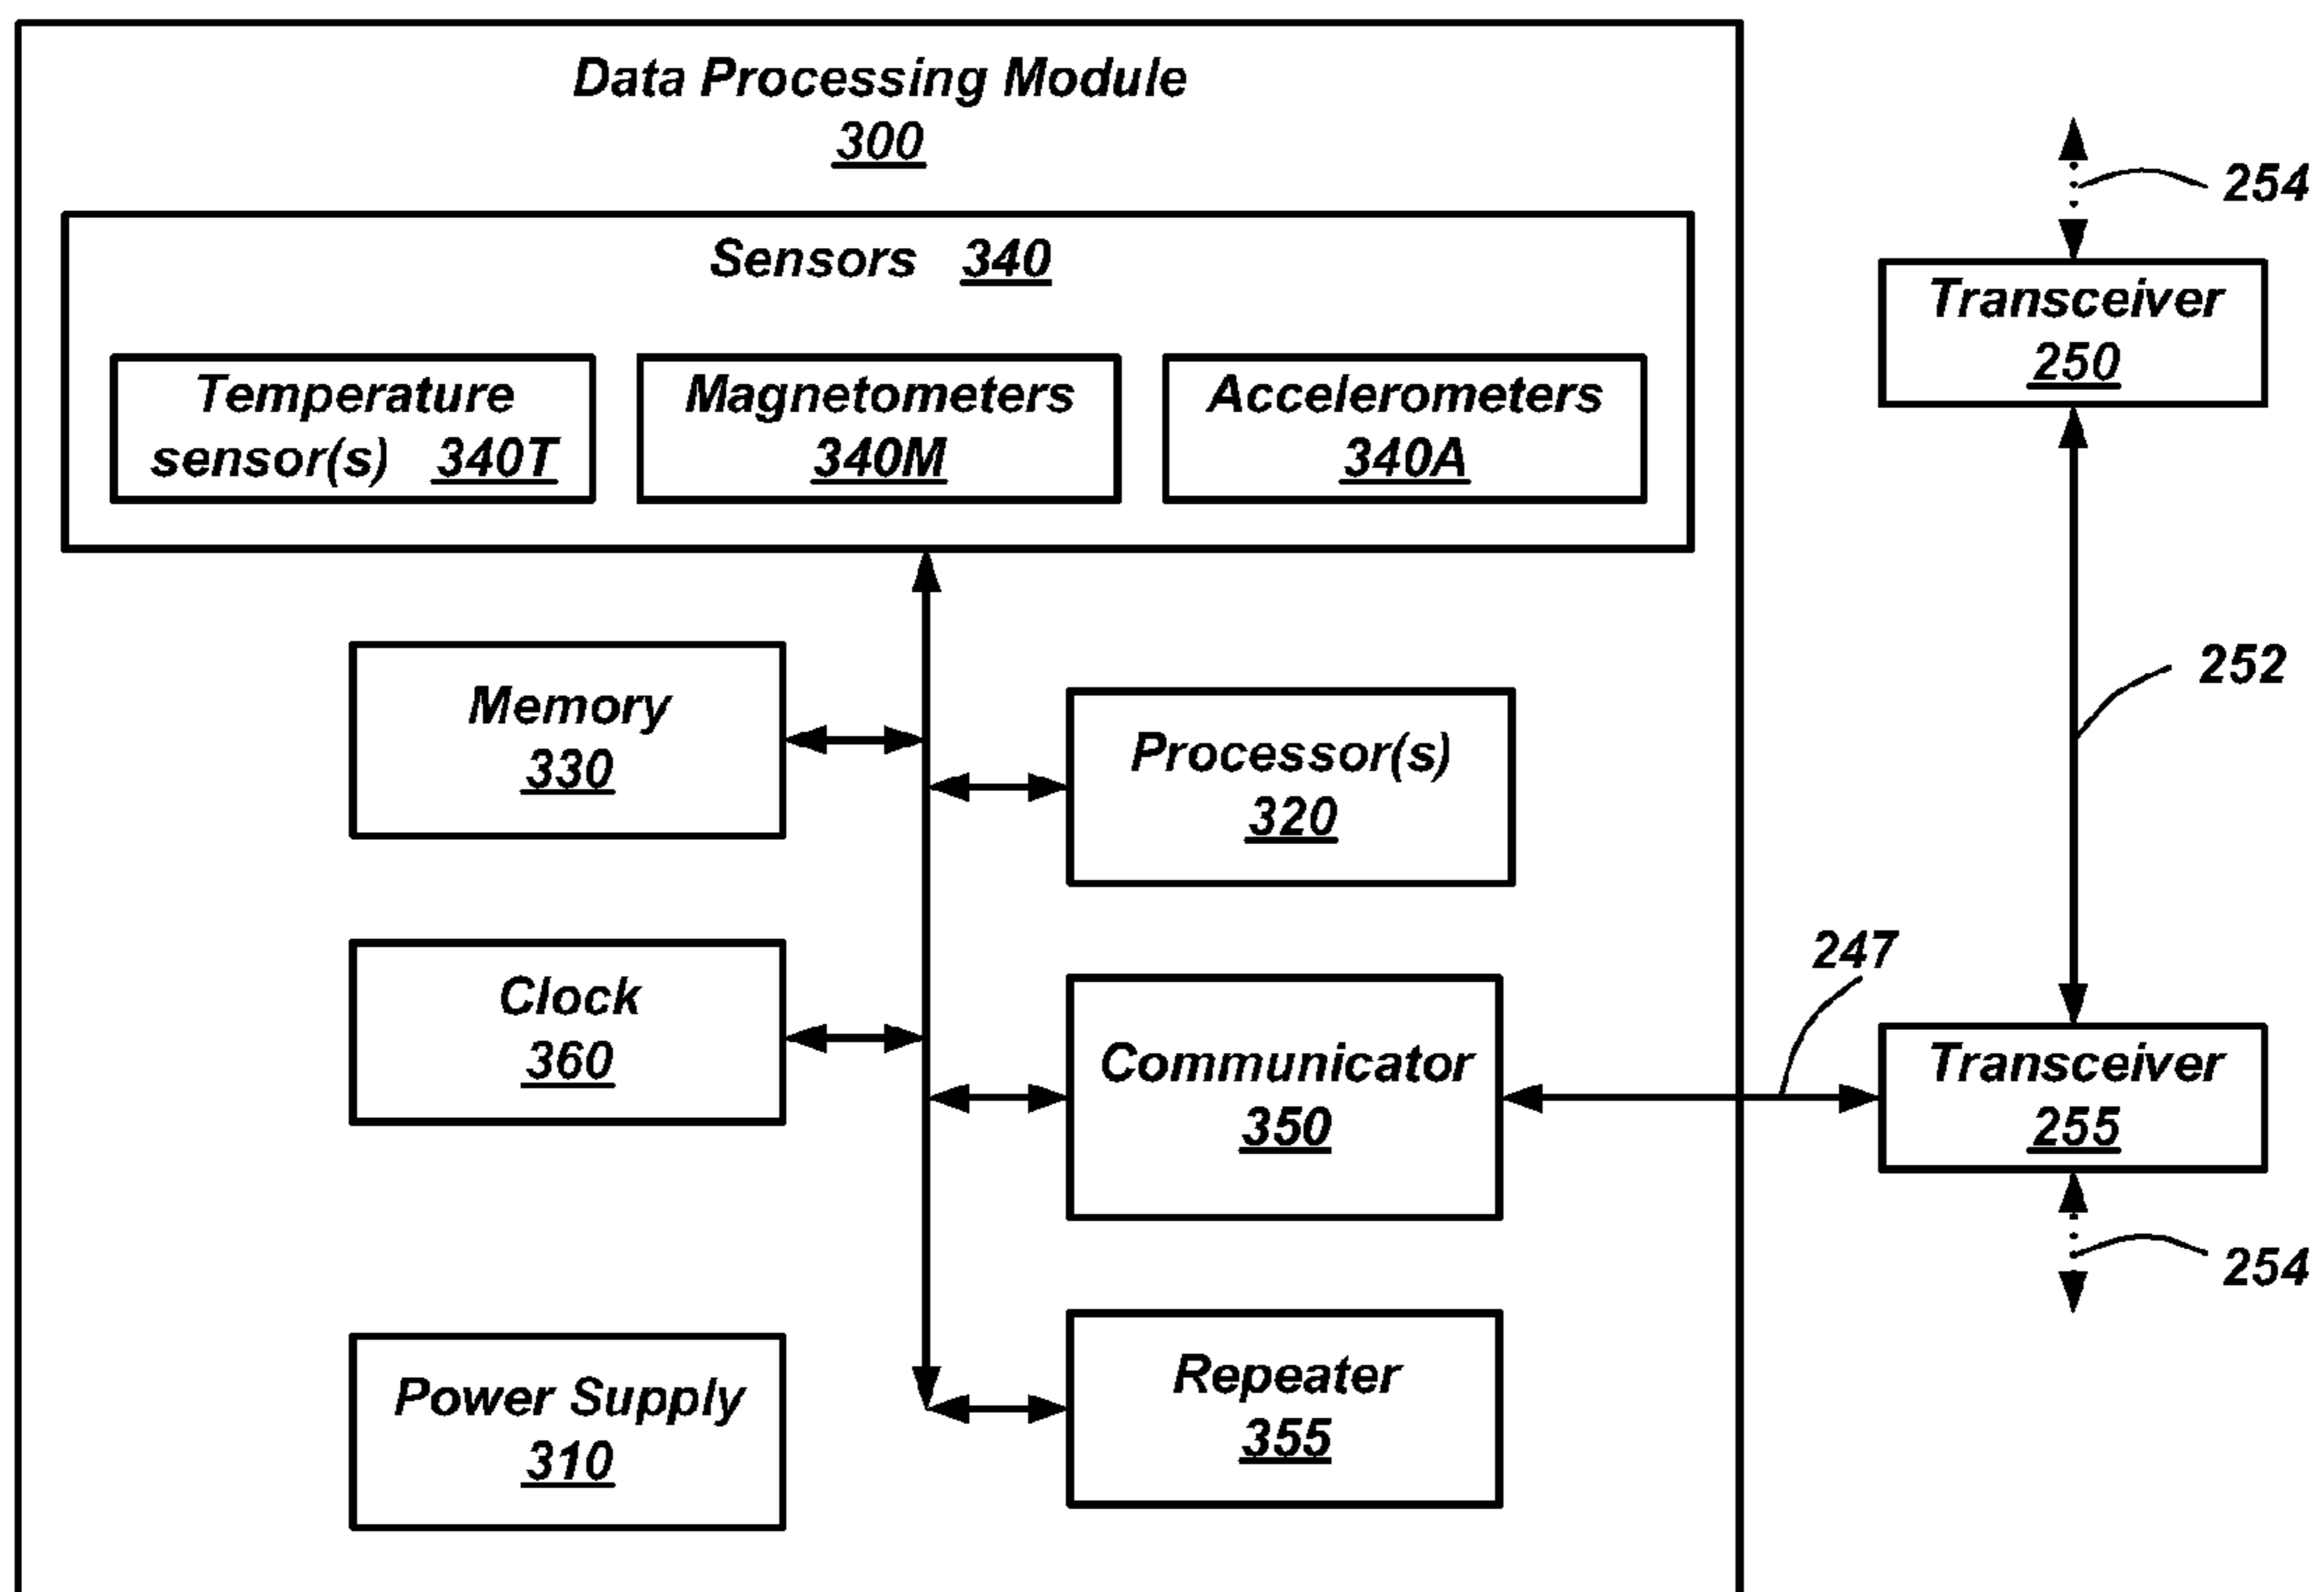 Data Processing Module
300
Sensors 340
Temperature
sensor(s) 340T
Magnetometers
340M
Accelerometers
340A
254
Transceiver
250
252
Memory
330
Processor(s)
320
247
Clock
360
Communicator
350
Transceiver
255
254
Power Supply
310
Repeater
355